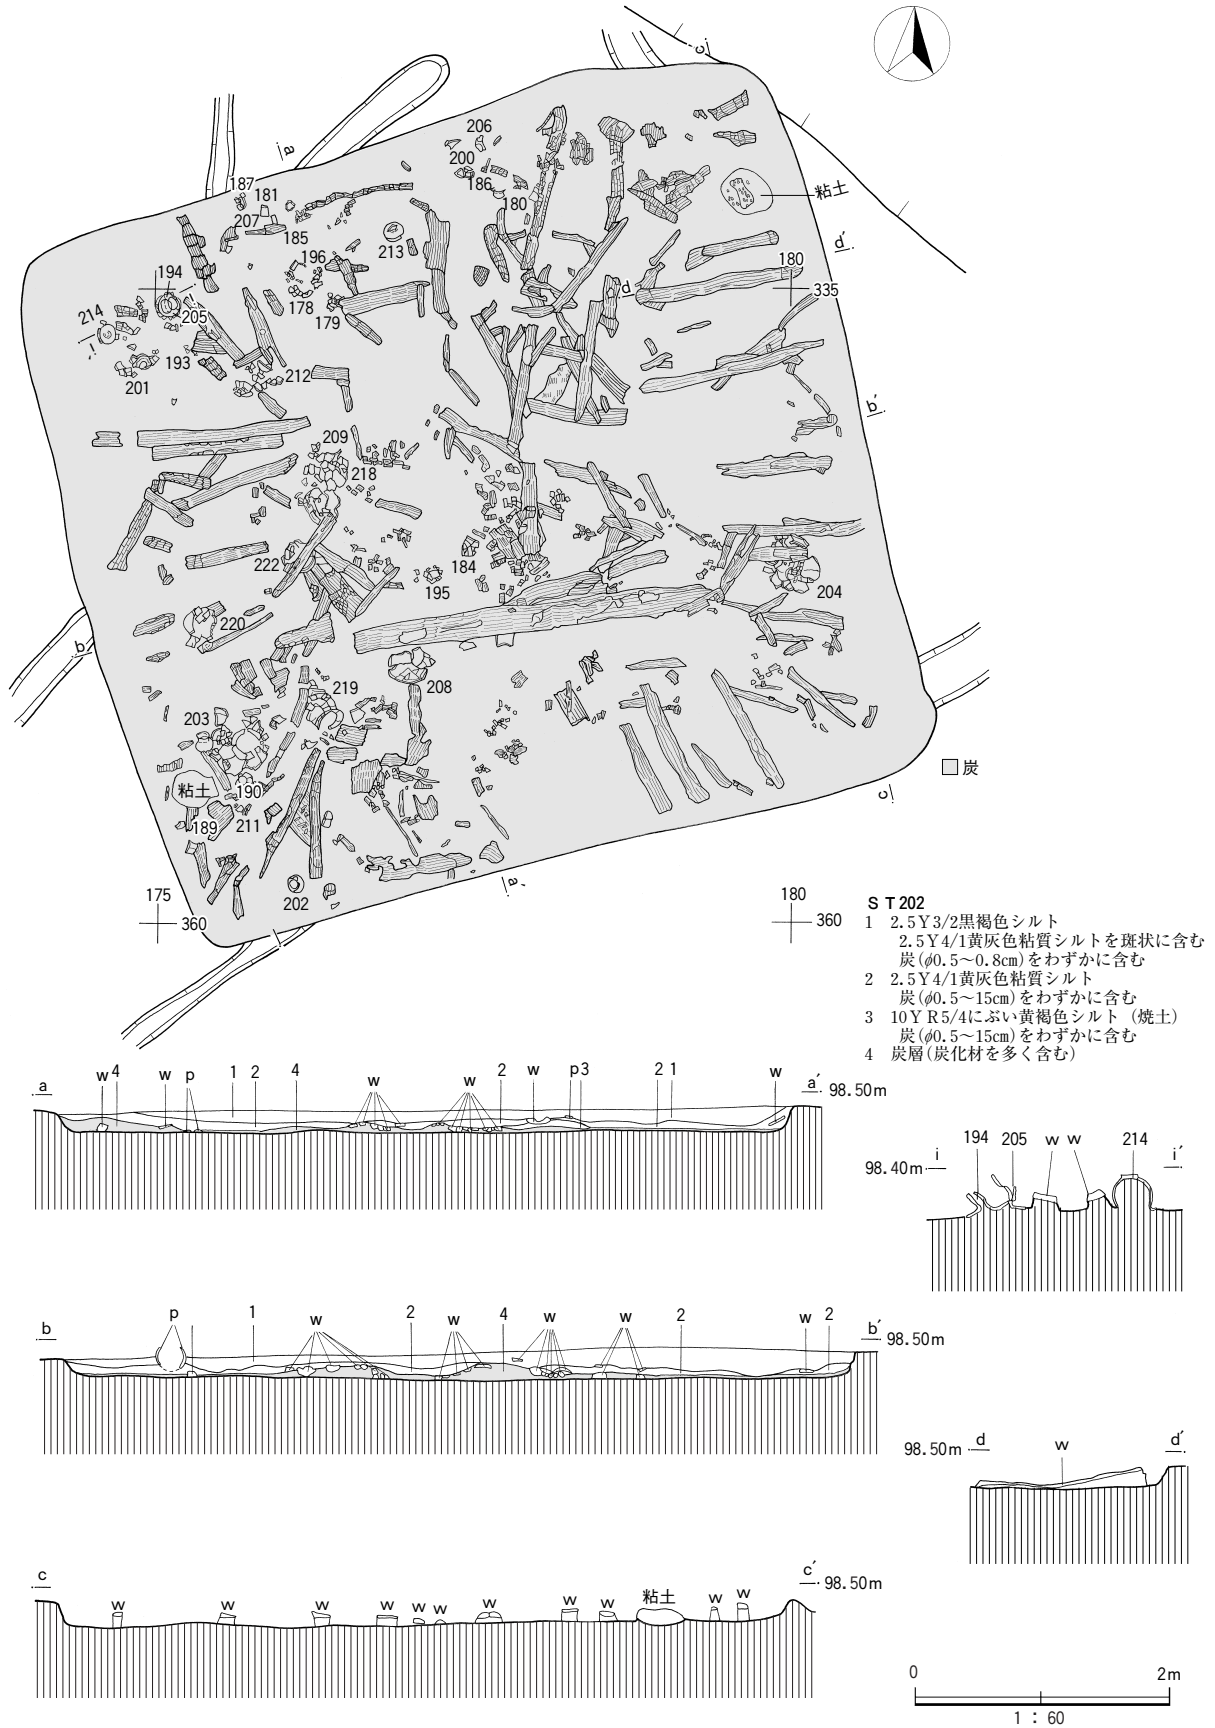 c
a
206
200
186
180
187
181
207
185
213
粘土
196
d′
194
180
335
214
205
178
179
d
193
201
212
b′
209
218
222
184
195
204
220
b
219
208
203
炭
粘土
190
c′
189
211
a′
202
175
360
180
360
ＳＴ202
1　2.5Ｙ3/2黒褐色シルト
2.5Ｙ4/1黄灰色粘質シルトを斑状に含む
炭(φ0.5～0.8㎝)をわずかに含む
2　2.5Ｙ4/1黄灰色粘質シルト
炭(φ0.5～15㎝)をわずかに含む
3　10ＹＲ5/4にぶい黄褐色シルト（焼土）
炭(φ0.5～15㎝)をわずかに含む
4　炭層(炭化材を多く含む)
a w 4 w p 1 2 4 w w 2 w p 3 2 1 w a′ 98.50m
194 205 w w 214
98.40m i i′
b p 1 w 2 w 4 w w 2 w 2 b′ 98.50m
98.50m d w d′
c w w w w w w w w w 粘土 w w c′ 98.50m
0 2m
1：60